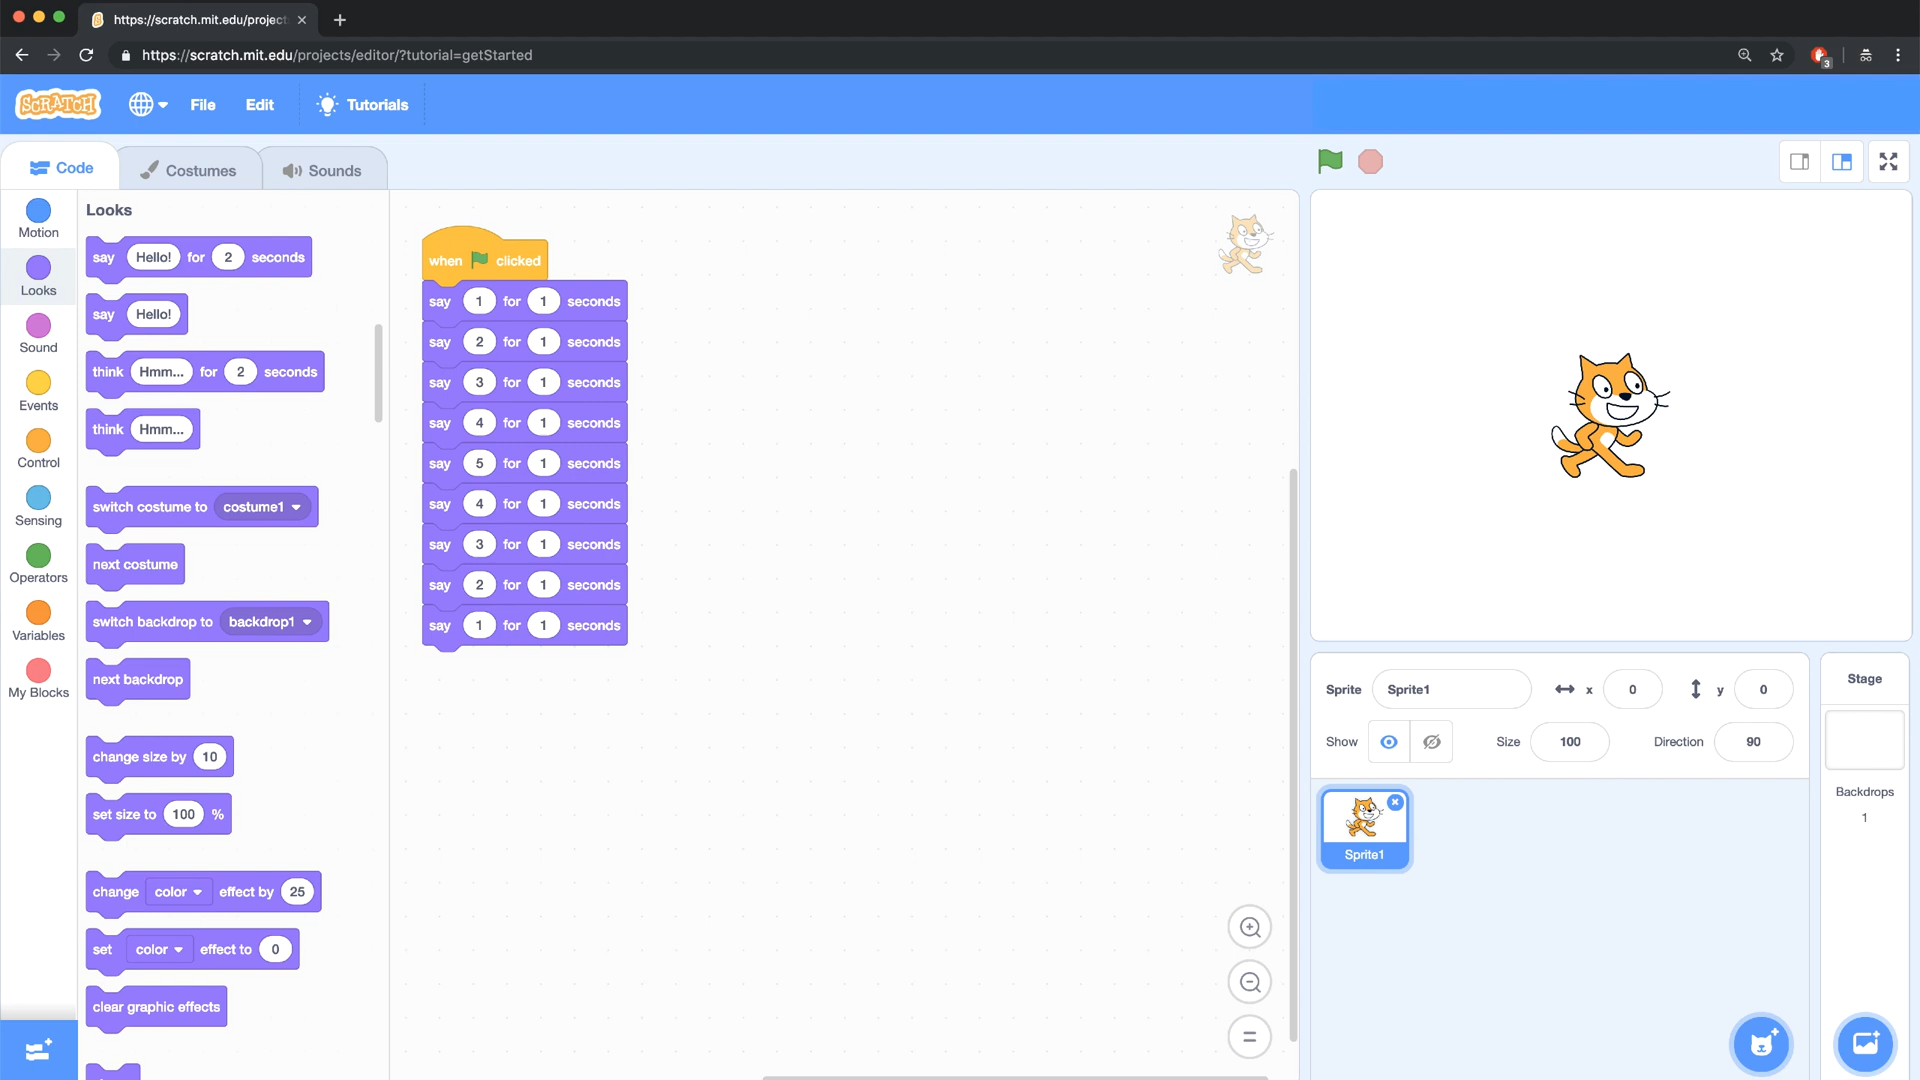 https://scratch.mit.edu/project
https://scratch.mit.edu/projects/editor/?tutorial=getStarted
3
SCRATCH
File
Edit
Tutorials
Code
Costumes
Sounds
Motion
Looks
Sound
Events
Control
Sensing
Operators
Variables
My Blocks
Looks
say Hello! for 2 seconds
say Hello!
think Hmm... for 2 seconds
think Hmm...
switch costume to costume1
next costume
switch backdrop to backdrop1
next backdrop
change size by 10
set size to 100 %
change color effect by 25
set color effect to 0
clear graphic effects
when clicked
say 1 for 1 seconds
say 2 for 1 seconds
say 3 for 1 seconds
say 4 for 1 seconds
say 5 for 1 seconds
say 4 for 1 seconds
say 3 for 1 seconds
say 2 for 1 seconds
say 1 for 1 seconds
Sprite Sprite1 x 0 y 0
Show Size 100 Direction 90
Sprite1
Stage
Backdrops
1